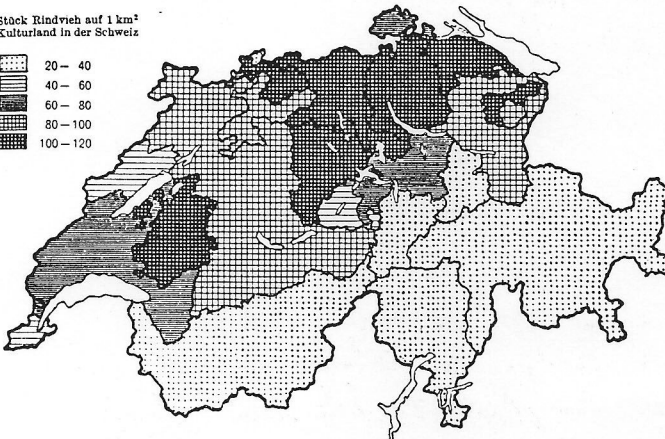 Stück Rindvieh auf 1 km²
Kulturland in der Schweiz
20 – 40
40 – 60
60 – 80
80 – 100
100 – 120